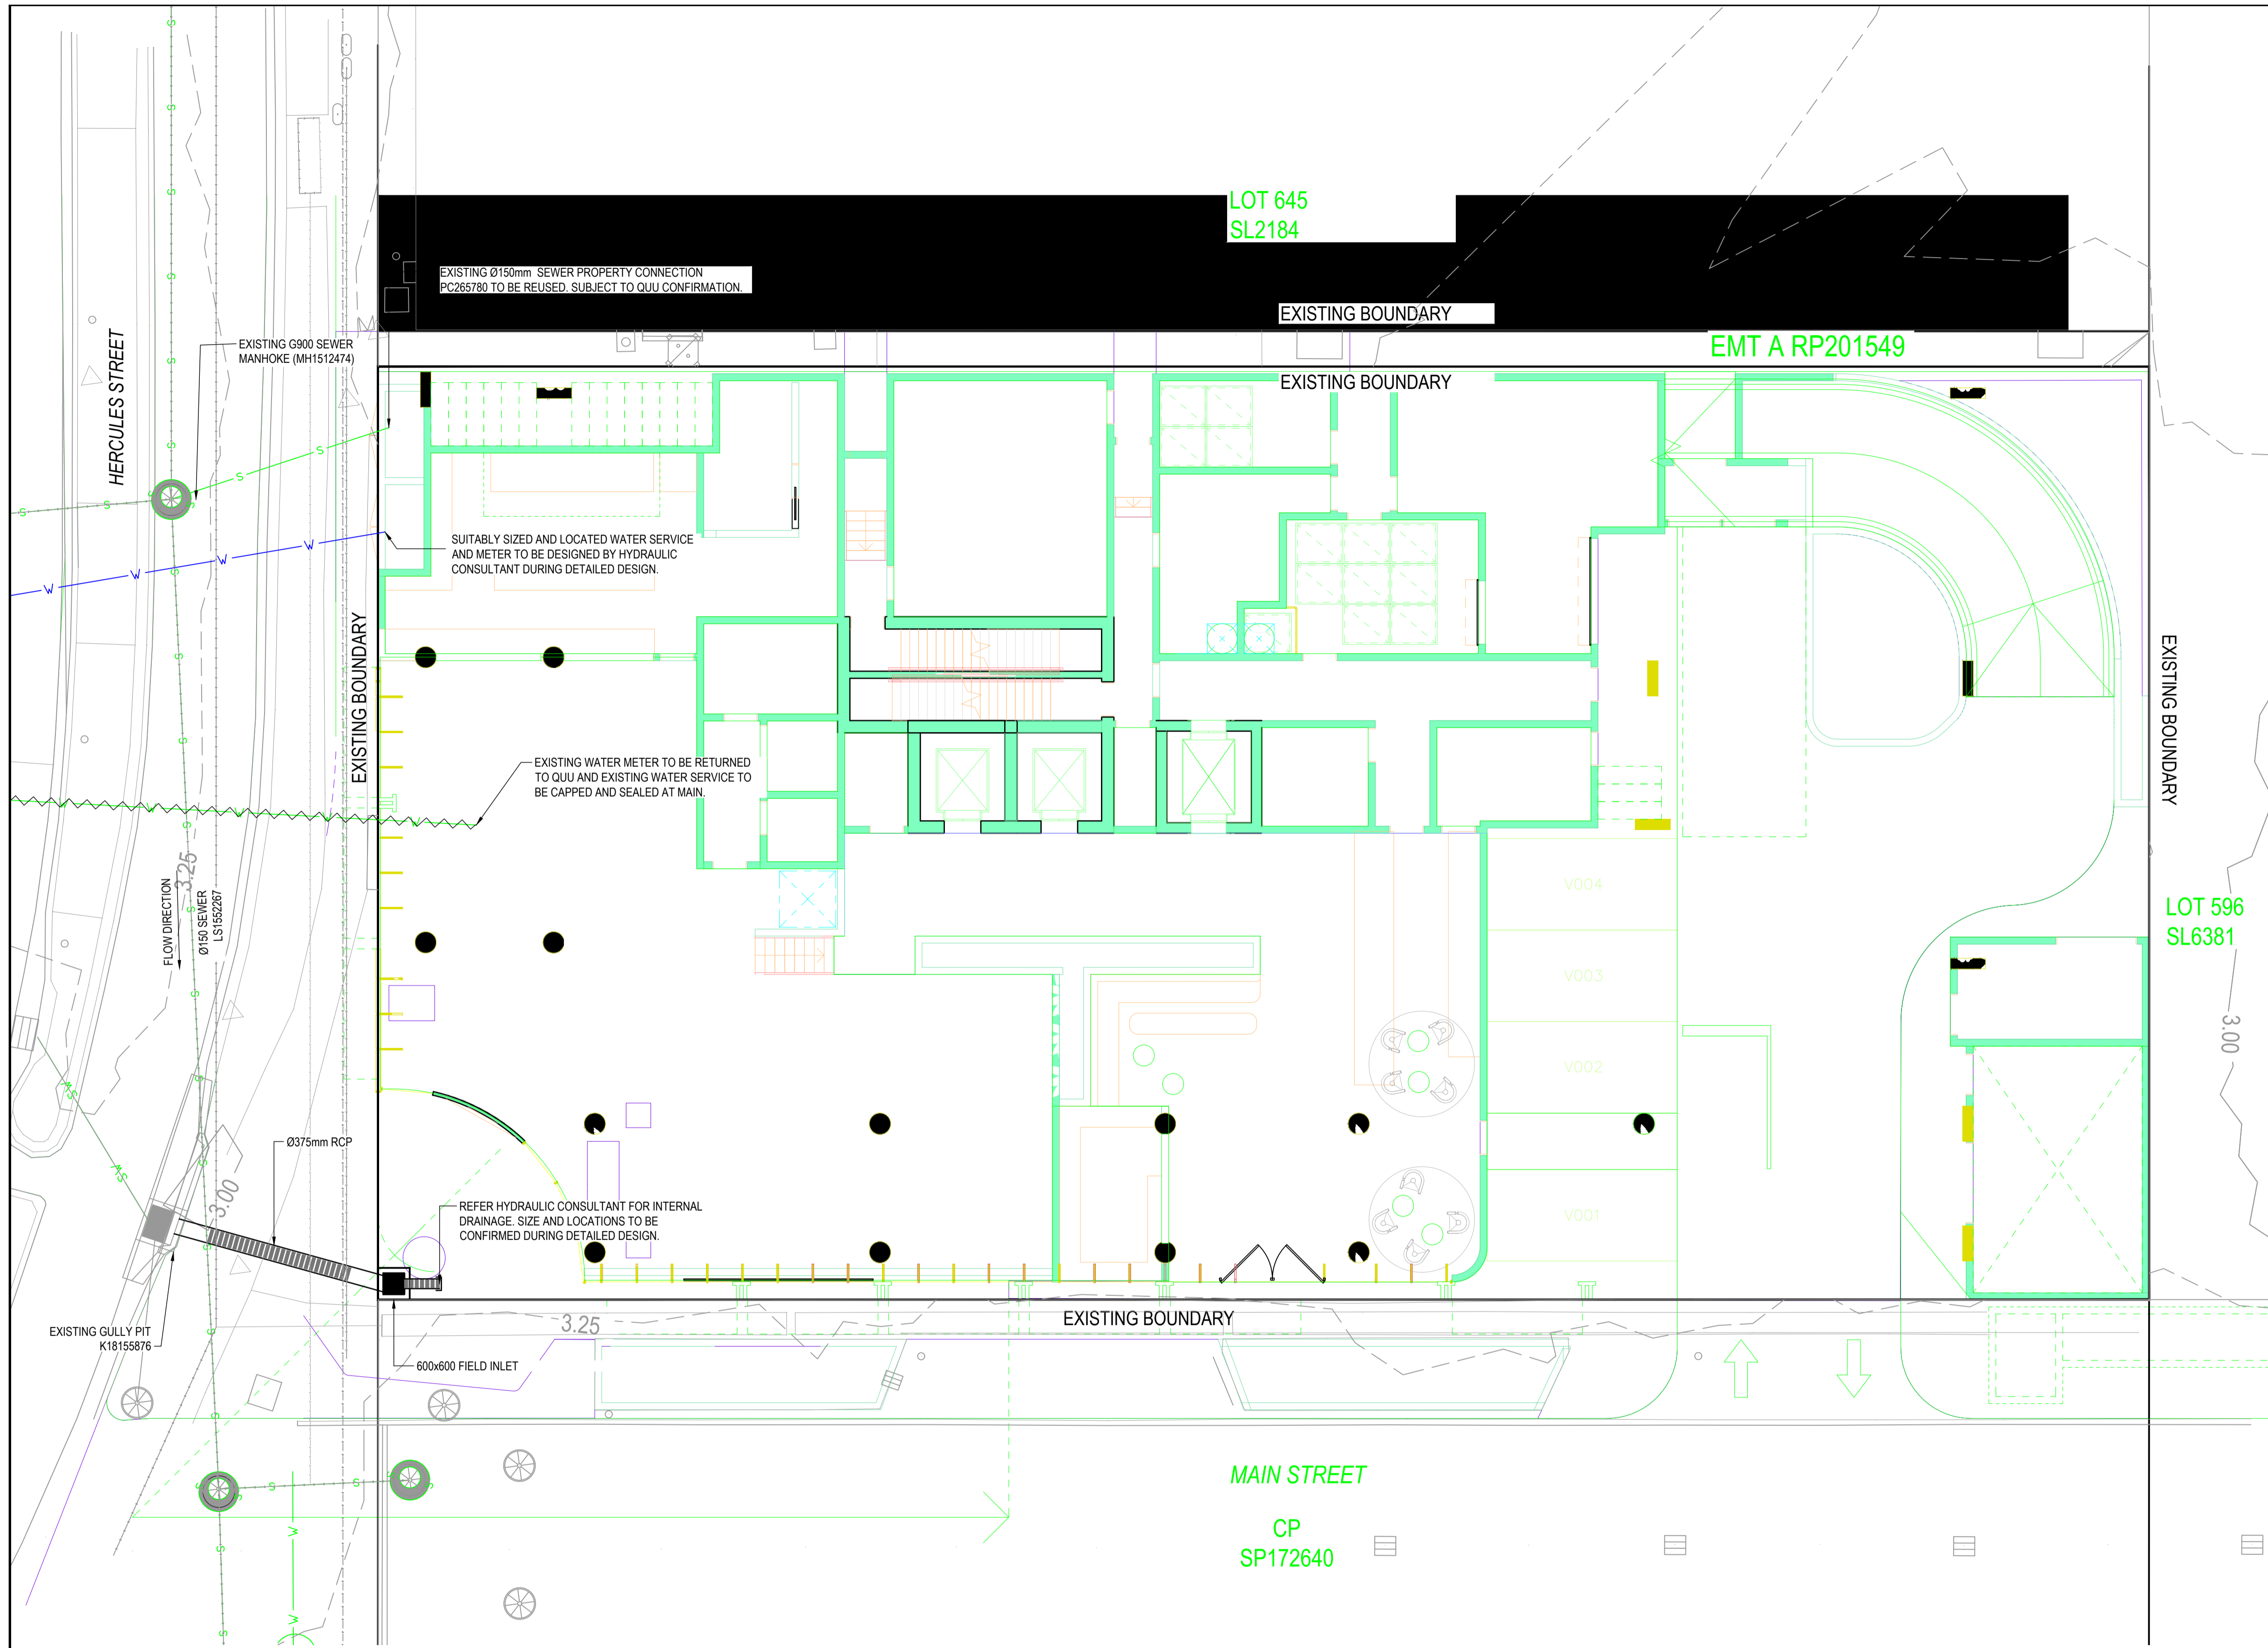 LOT 645
SL2184
EXISTING Ø150mm SEWER PROPERTY CONNECTION
PC265780 TO BE REUSED. SUBJECT TO QUU CONFIRMATION.
EXISTING BOUNDARY
EMT A RP201549
EXISTING BOUNDARY
HERCULES STREET
EXISTING G900 SEWER
MANHOKE (MH1512474)
SUITABLY SIZED AND LOCATED WATER SERVICE
AND METER TO BE DESIGNED BY HYDRAULIC
CONSULTANT DURING DETAILED DESIGN.
EXISTING BOUNDARY
EXISTING BOUNDARY
EXISTING WATER METER TO BE RETURNED
TO QUU AND EXISTING WATER SERVICE TO
BE CAPPED AND SEALED AT MAIN.
FLOW DIRECTION
3.25
Ø150 SEWER
LS1552267
V004
V003
V002
V001
LOT 596
SL6381
3.00
Ø375mm RCP
3.00
REFER HYDRAULIC CONSULTANT FOR INTERNAL
DRAINAGE. SIZE AND LOCATIONS TO BE
CONFIRMED DURING DETAILED DESIGN.
EXISTING GULLY PIT
K18155876
3.25
EXISTING BOUNDARY
600x600 FIELD INLET
MAIN STREET
CP
SP172640
S
S
S
S
S
S
S
S
S
S
W
W
W
W
W
W
W
SW
SW
S
S
W
W